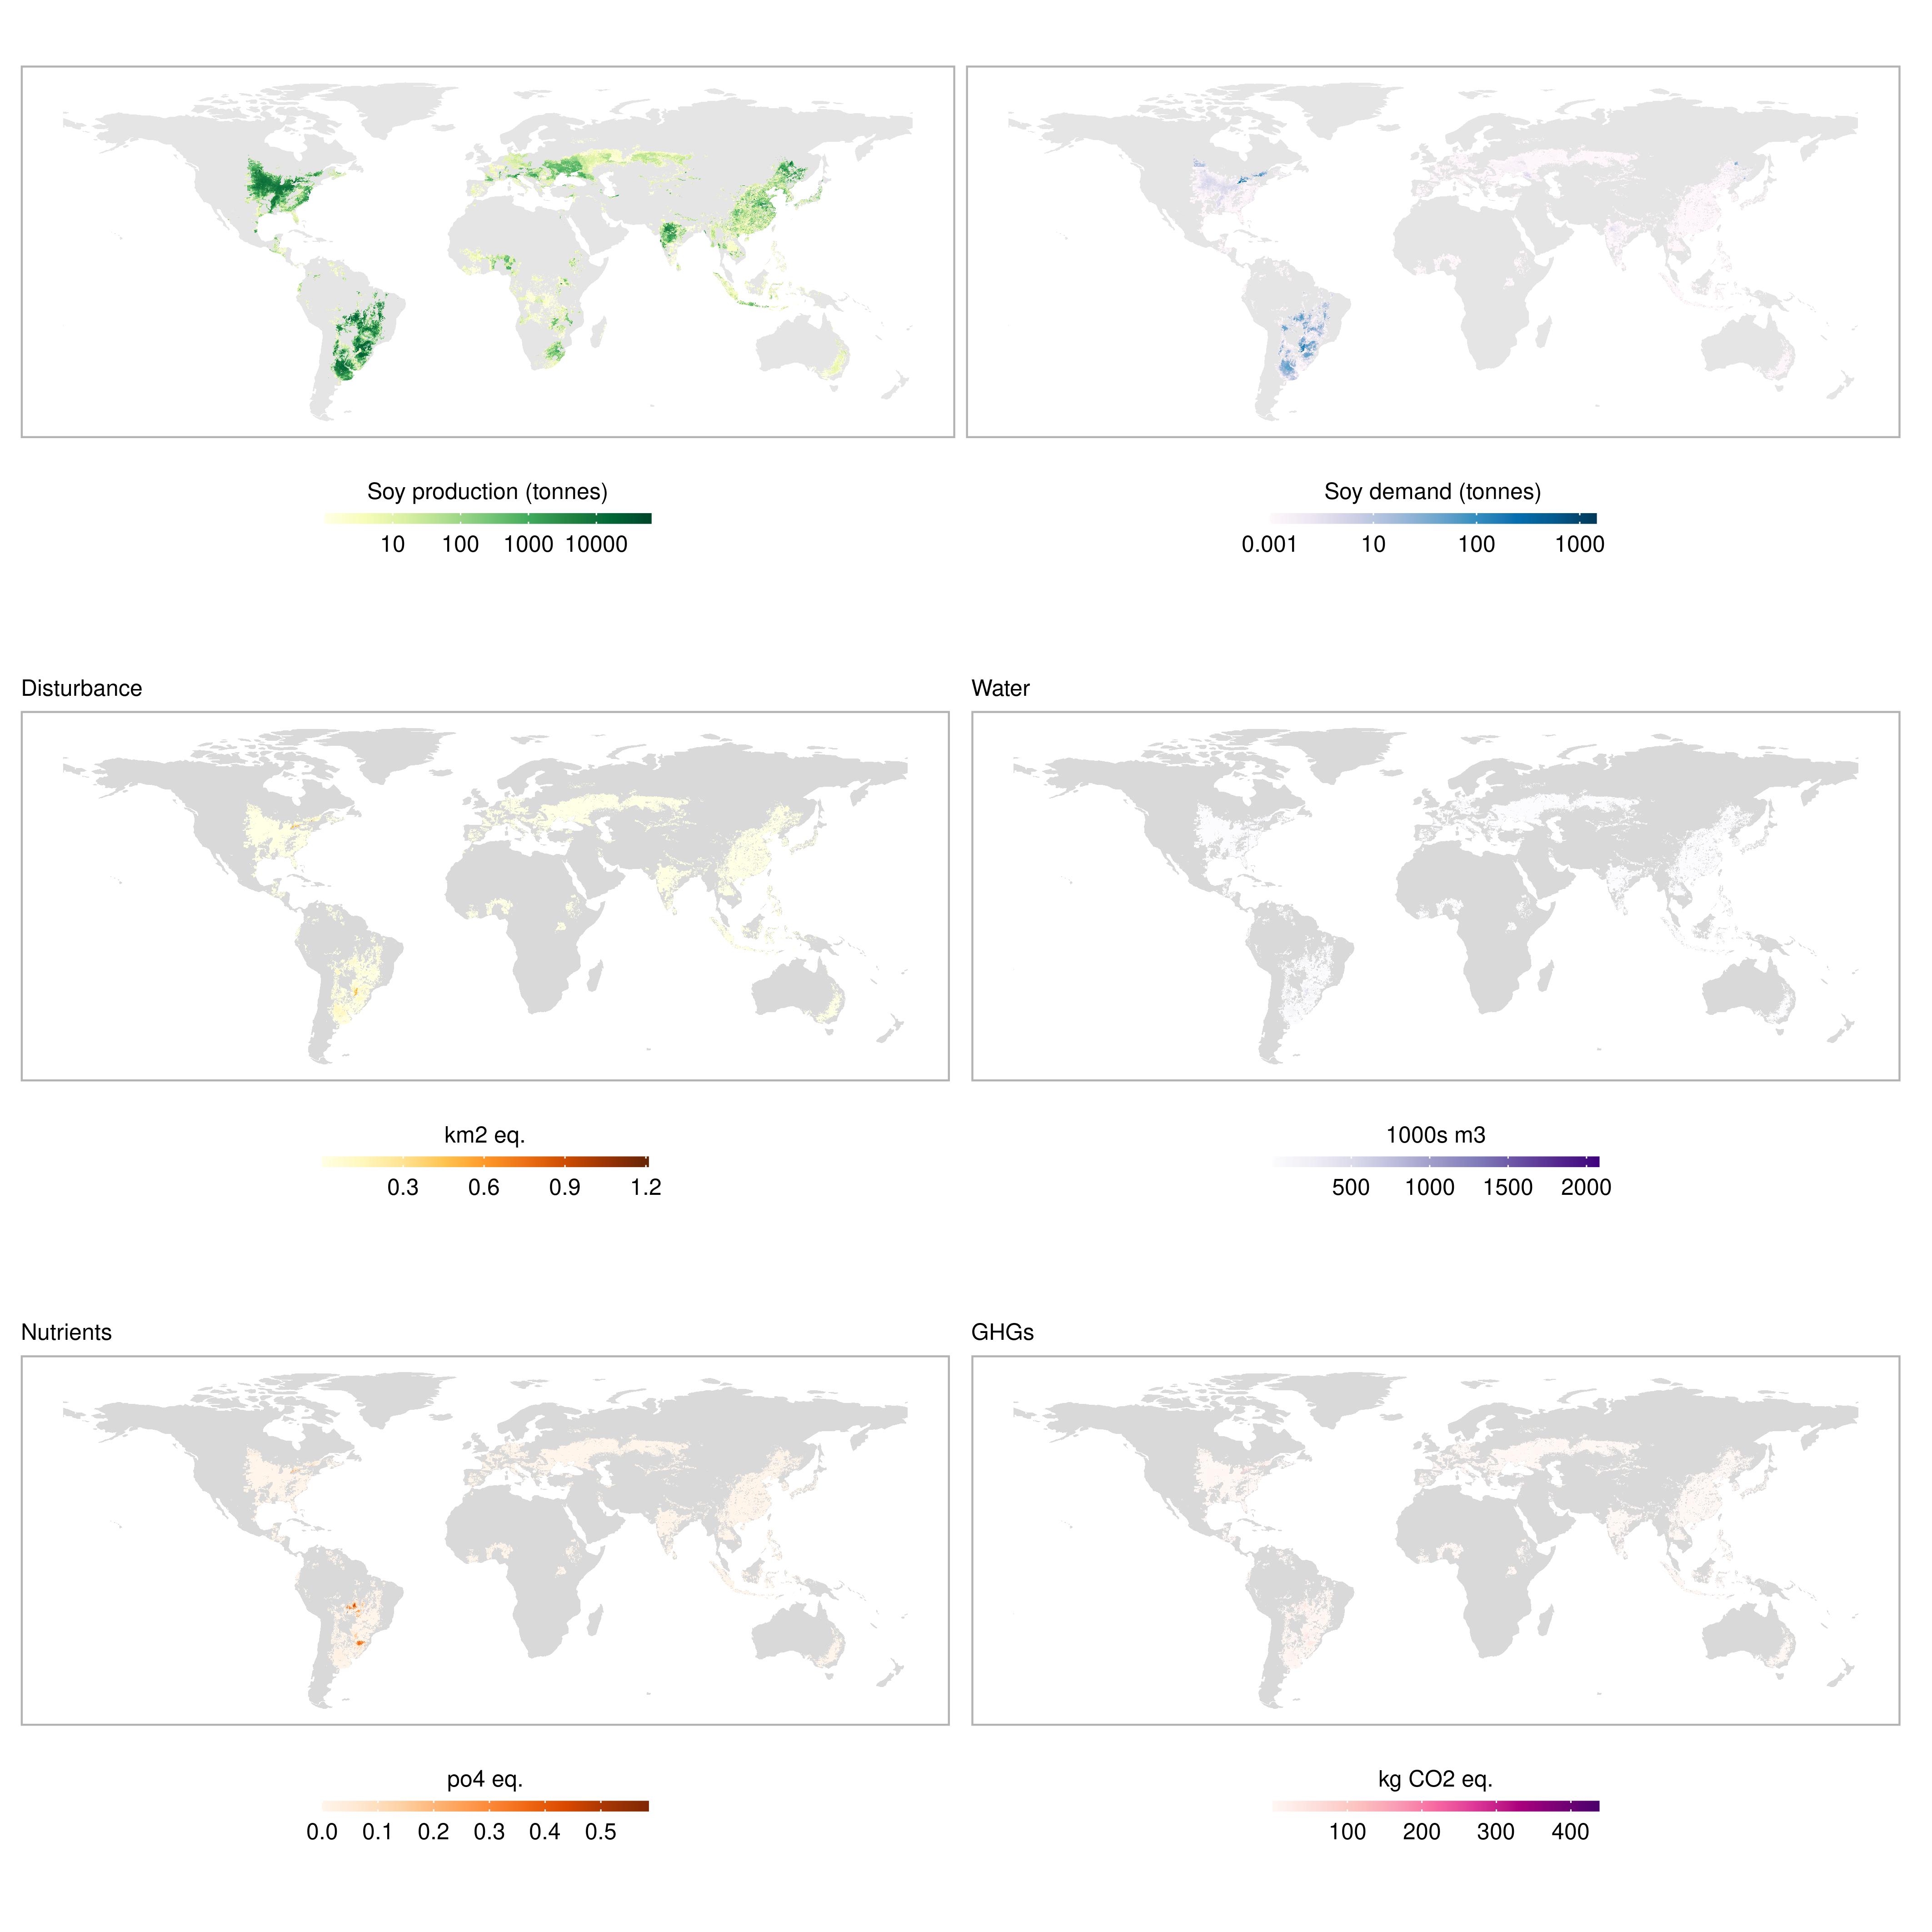 Soy production (tonnes)
10 100 1000 10000
Soy demand (tonnes)
0.001 10 100 1000
Disturbance
km2 eq.
0.3 0.6 0.9 1.2
Water
1000s m3
500 1000 1500 2000
Nutrients
po4 eq.
0.0 0.1 0.2 0.3 0.4 0.5
GHGs
kg CO2 eq.
100 200 300 400